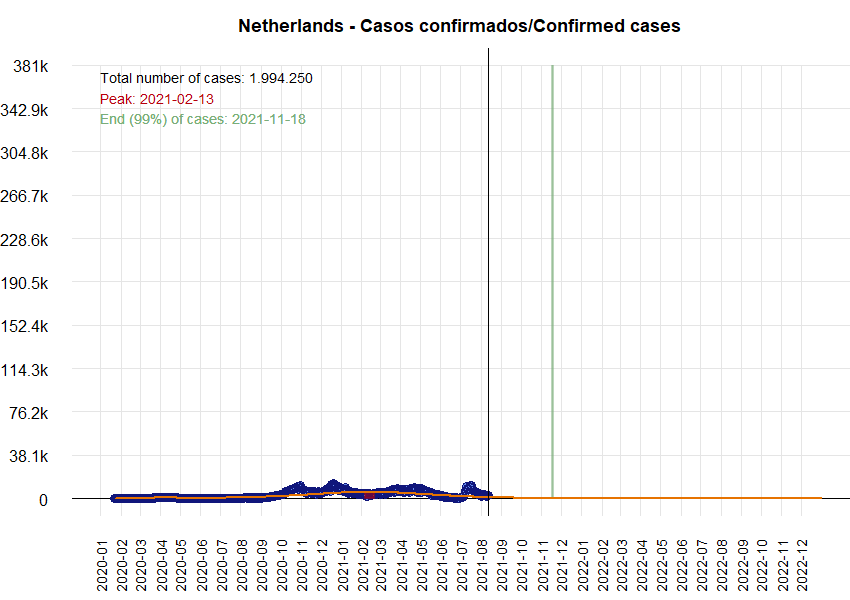 Netherlands - Casos confirmados/Confirmed cases
381k
Total number of cases: 1.994.250
Peak: 2021-02-13
342.9k
End (99%) of cases: 2021-11-18
304.8k
266.7k
228.6k
190.5k
152.4k
114.3k
76.2k
38.1k
0
2020-01
2020-02
2020-03
2020-04
2020-05
2020-06
2020-07
2020-08
2020-09
2020-10
2020-11
2020-12
2021-01
2021-02
2021-03
2021-04
2021-05
2021-06
2021-07
2021-08
2021-09
2021-10
2021-11
2021-12
2022-01
2022-02
2022-03
2022-04
2022-05
2022-06
2022-07
2022-08
2022-09
2022-10
2022-11
2022-12